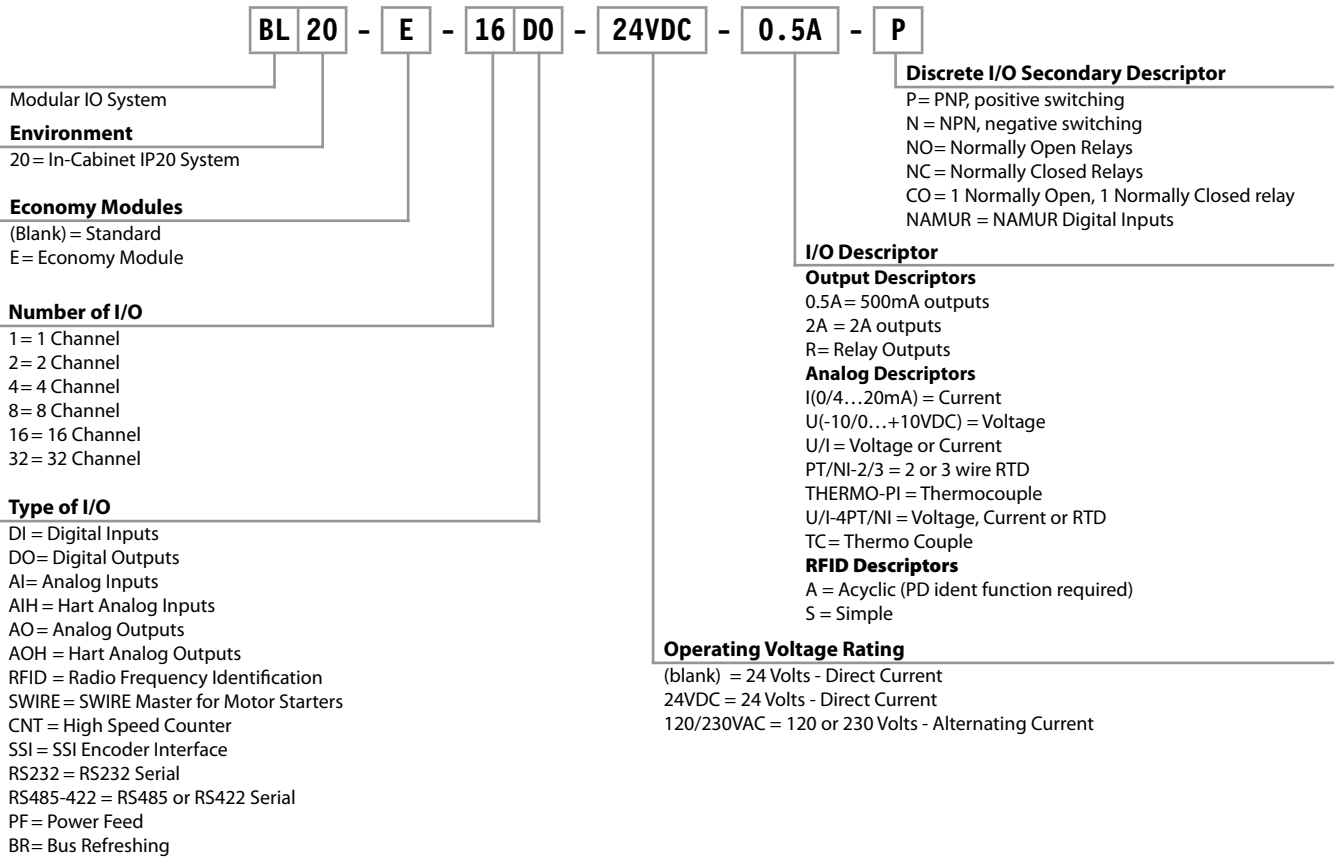 BL 20 - E - 16 DO - 24VDC - 0.5A - P
Modular IO System
Environment
20 = In-Cabinet IP20 System
Economy Modules
(Blank) = Standard
E = Economy Module
Number of I/O
1 = 1 Channel
2 = 2 Channel
4 = 4 Channel
8 = 8 Channel
16 = 16 Channel
32 = 32 Channel
Type of I/O
DI = Digital Inputs
DO= Digital Outputs
AI= Analog Inputs
AIH = Hart Analog Inputs
AO= Analog Outputs
AOH = Hart Analog Outputs
RFID = Radio Frequency Identification
SWIRE = SWIRE Master for Motor Starters
CNT = High Speed Counter
SSI = SSI Encoder Interface
RS232 = RS232 Serial
RS485-422 = RS485 or RS422 Serial
PF = Power Feed
BR= Bus Refreshing
Discrete I/O Secondary Descriptor
P = PNP, positive switching
N = NPN, negative switching
NO= Normally Open Relays
NC = Normally Closed Relays
CO = 1 Normally Open, 1 Normally Closed relay
NAMUR = NAMUR Digital Inputs
I/O Descriptor
Output Descriptors
0.5A = 500mA outputs
2A = 2A outputs
R= Relay Outputs
Analog Descriptors
I(0/4…20mA) = Current
U(-10/0…+10VDC) = Voltage
U/I = Voltage or Current
PT/NI-2/3 = 2 or 3 wire RTD
THERMO-PI = Thermocouple
U/I-4PT/NI = Voltage, Current or RTD
TC = Thermo Couple
RFID Descriptors
A = Acyclic (PD ident function required)
S = Simple
Operating Voltage Rating
(blank) = 24 Volts - Direct Current
24VDC = 24 Volts - Direct Current
120/230VAC = 120 or 230 Volts - Alternating Current